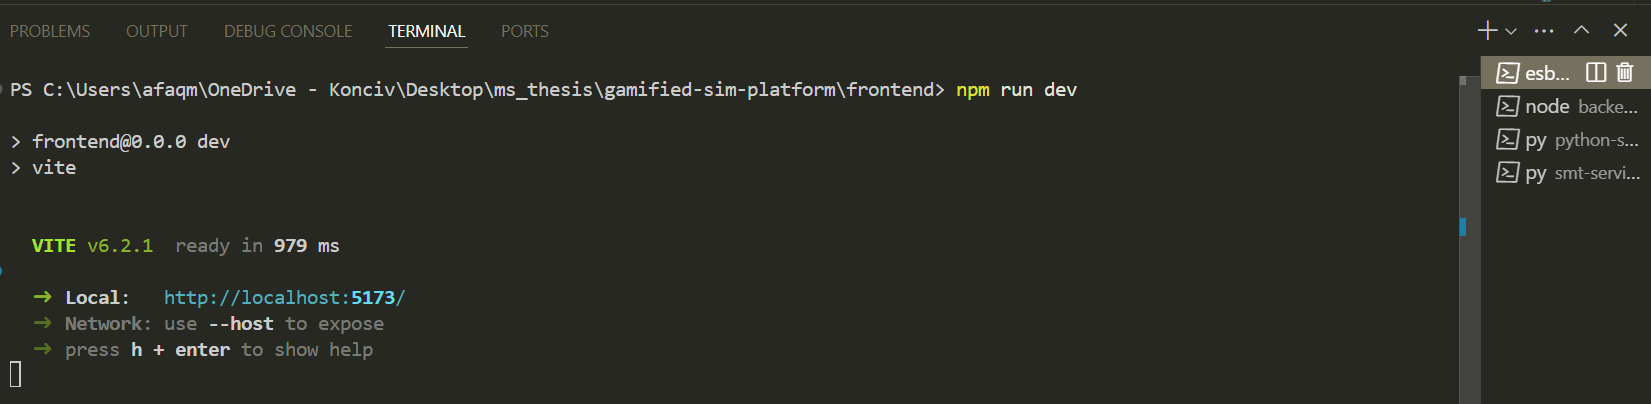 PROBLEMS OUTPUT DEBUG CONSOLE TERMINAL PORTS
PS C:\Users\afaqm\OneDrive - Konciv\Desktop\ms_thesis\gamified-sim-platform\frontend> npm run dev
> frontend@0.0.0 dev
> vite
VITE v6.2.1 ready in 979 ms
➜ Local: http://localhost:5173/
➜ Network: use --host to expose
➜ press h + enter to show help
esb...
node backe...
py python-s...
py smt-servi...